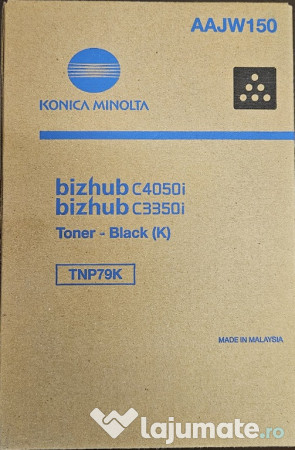 AAJW150
KONICA MINOLTA
bizhub C4050i
bizhub C3350i
Toner - Black (K)
TNP79K
MADE IN MALAYSIA
lajumate.ro